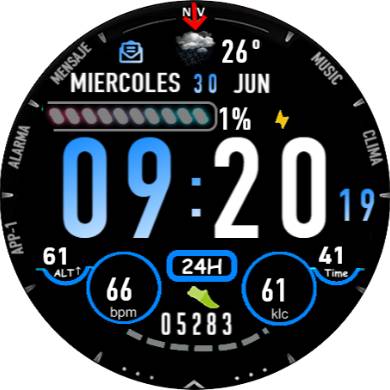 N V
26°
MENSAJE
MUSIC
MIERCOLES 30 JUN
1%
ALARMA
CLIMA
09:20 19
APP-1
61
ALT↑
24H
41
Time
66
bpm
61
klc
05283